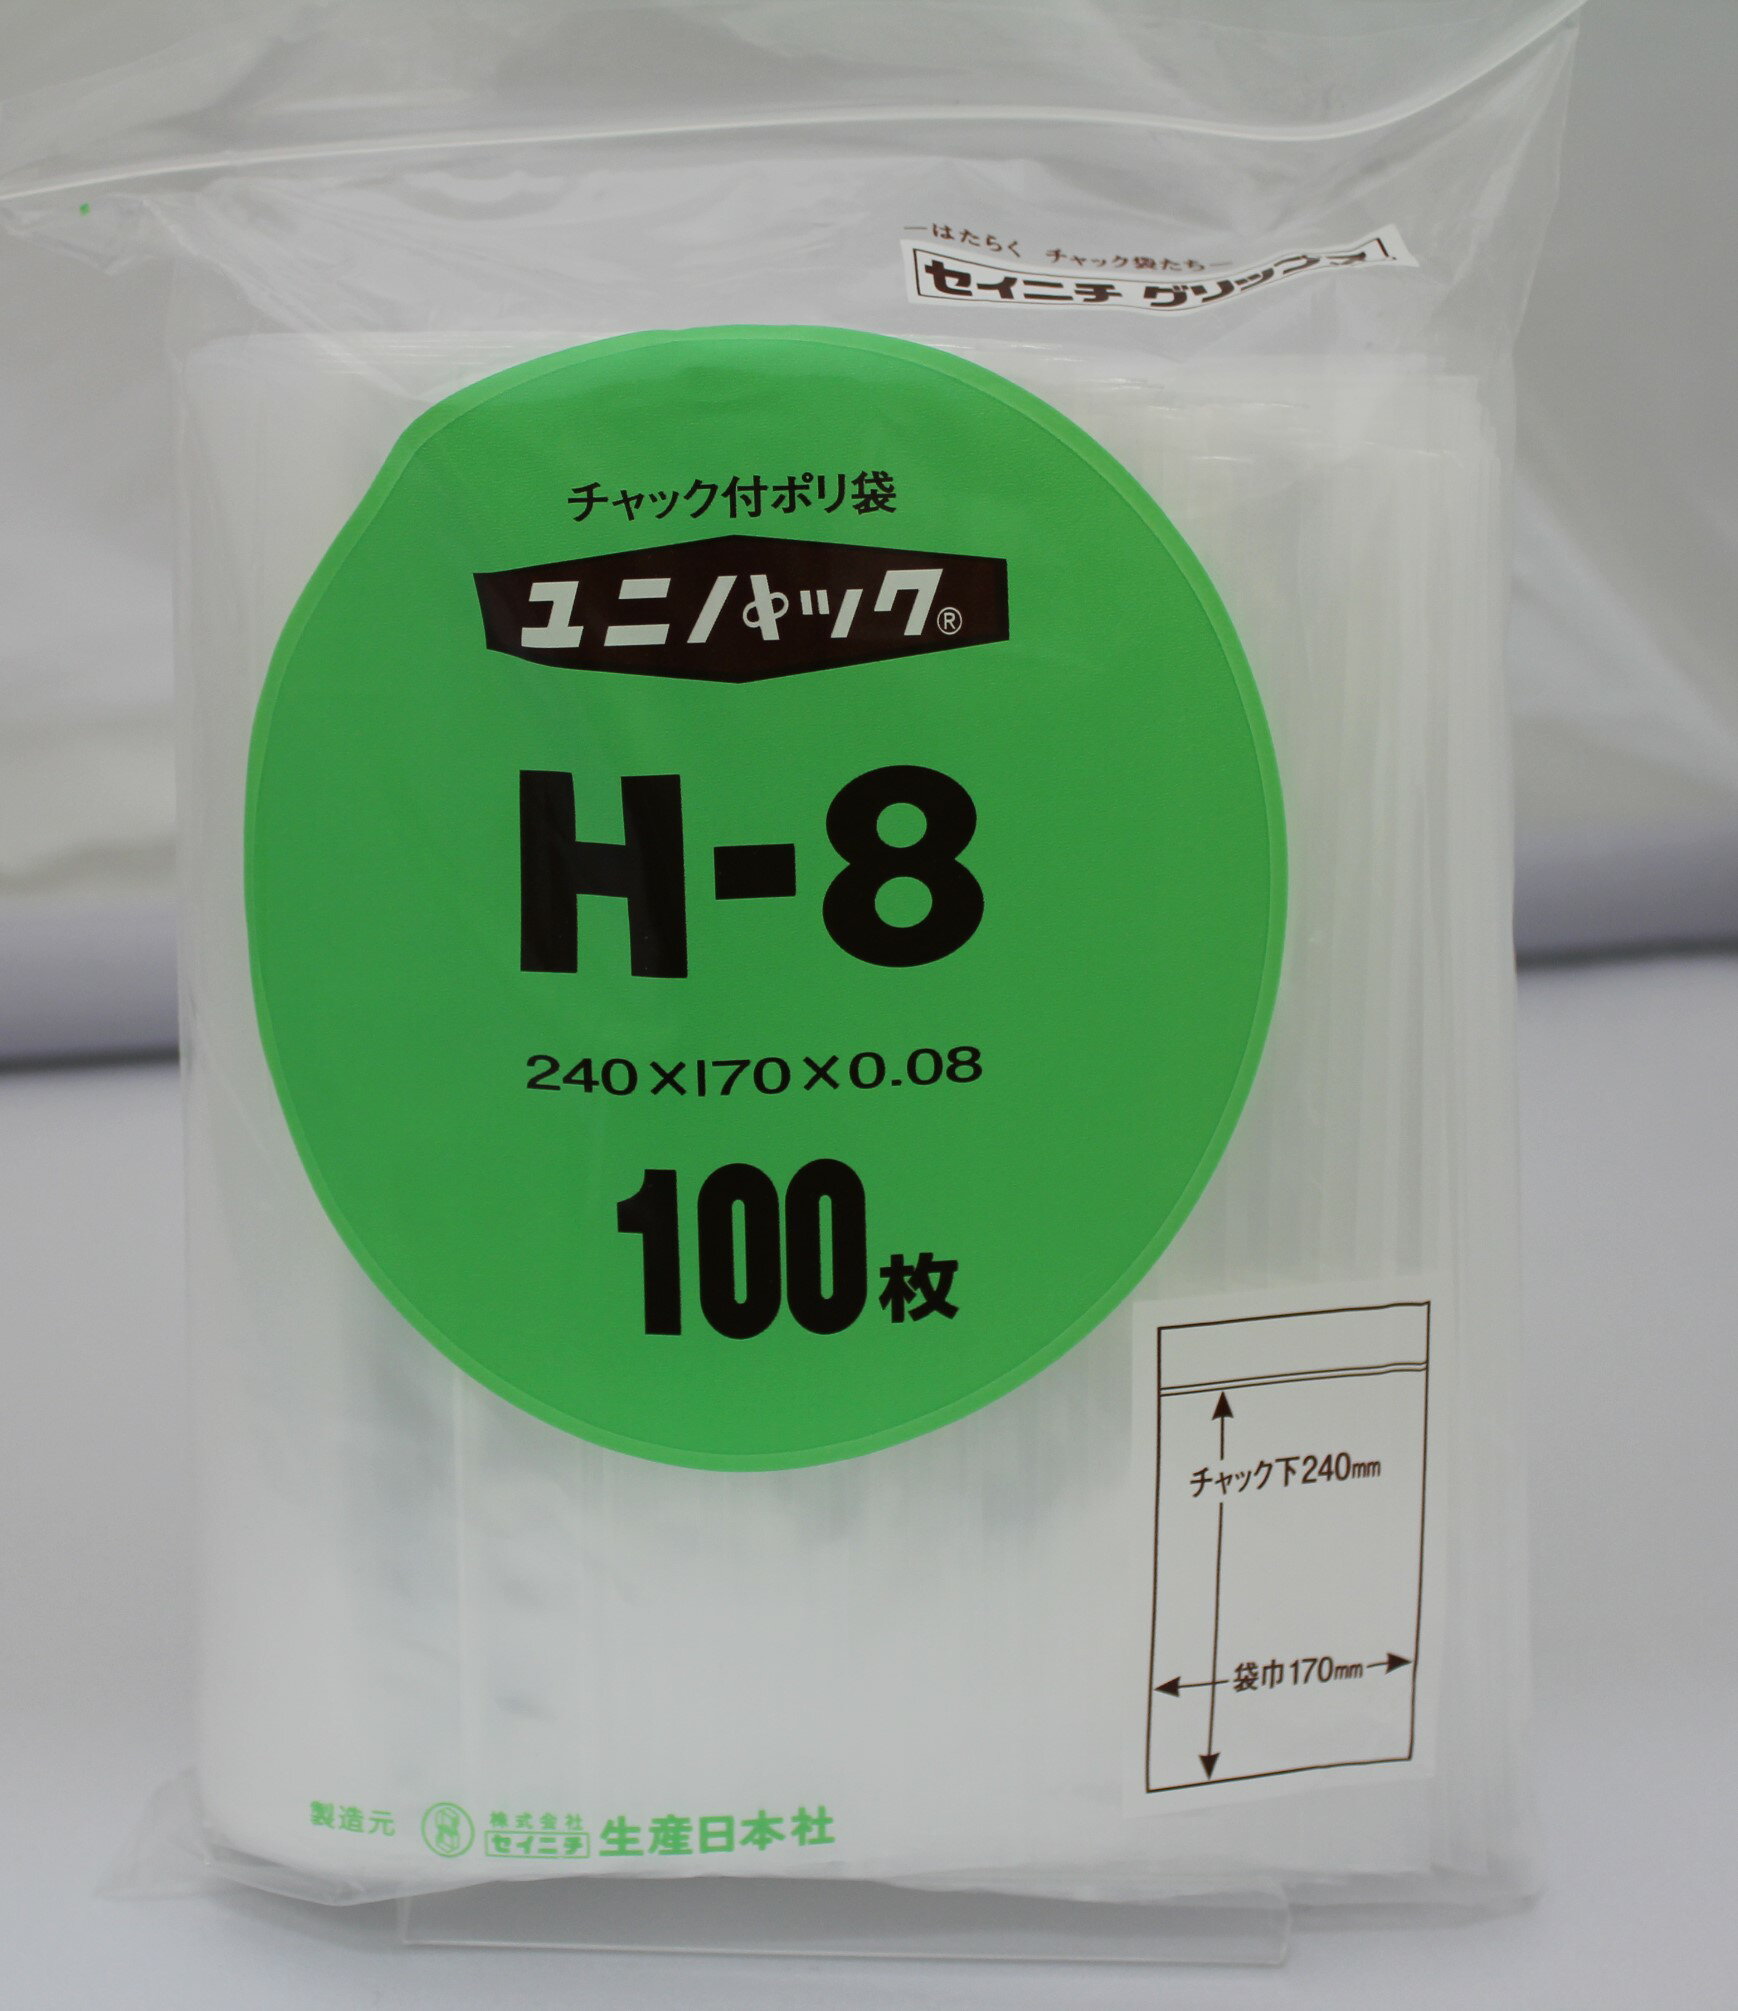 ―はたらく チャック袋たち―
セイニチ グリップス
チャック付ポリ袋
ユニパック®
H-8
240×170×0.08
100枚
チャック下240mm
袋巾170mm
製造元 株式会社 セイニチ 生産日本社